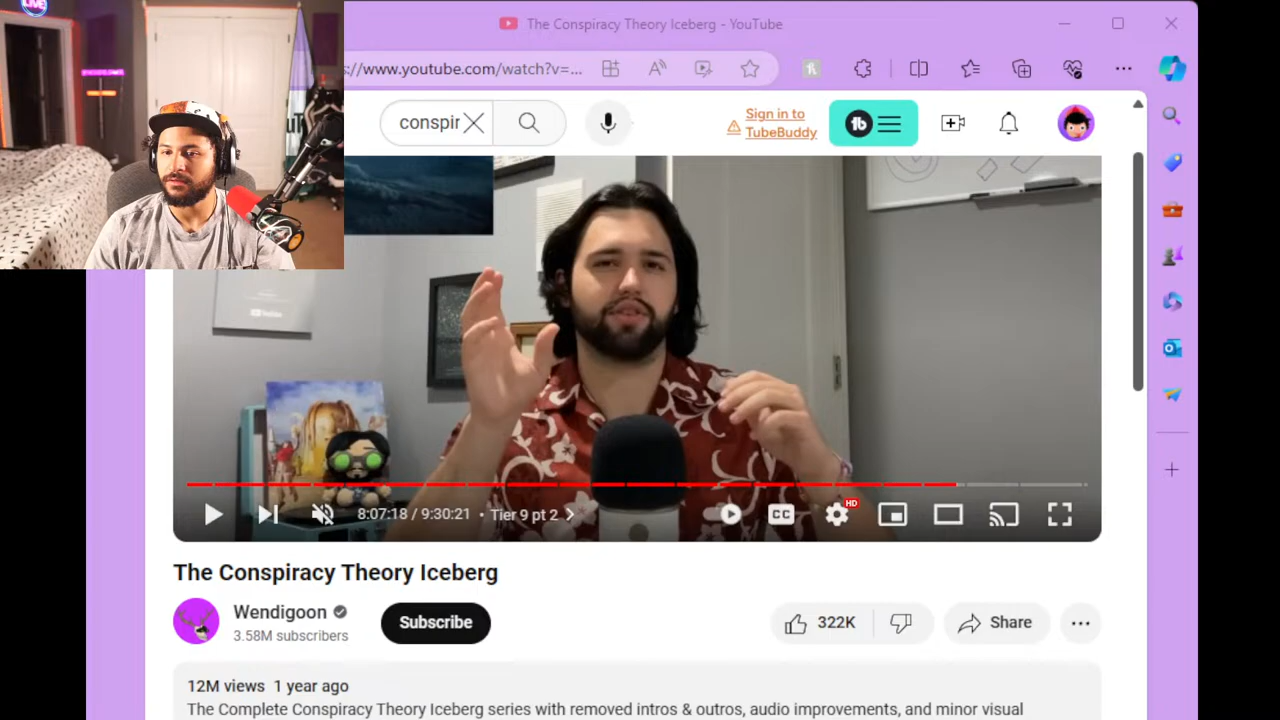 LIVE
The Conspiracy Theory Iceberg - YouTube
s://www.youtube.com/watch?v=...
conspir
Sign in to
TubeBuddy
YouTube
8:07:18 / 9:30:21 • Tier 9 pt 2
CC
HD
The Conspiracy Theory Iceberg
Wendigoon
3.58M subscribers
Subscribe
322K
Share
12M views 1 year ago
The Complete Conspiracy Theory Iceberg series with removed intros & outros, audio improvements, and minor visual